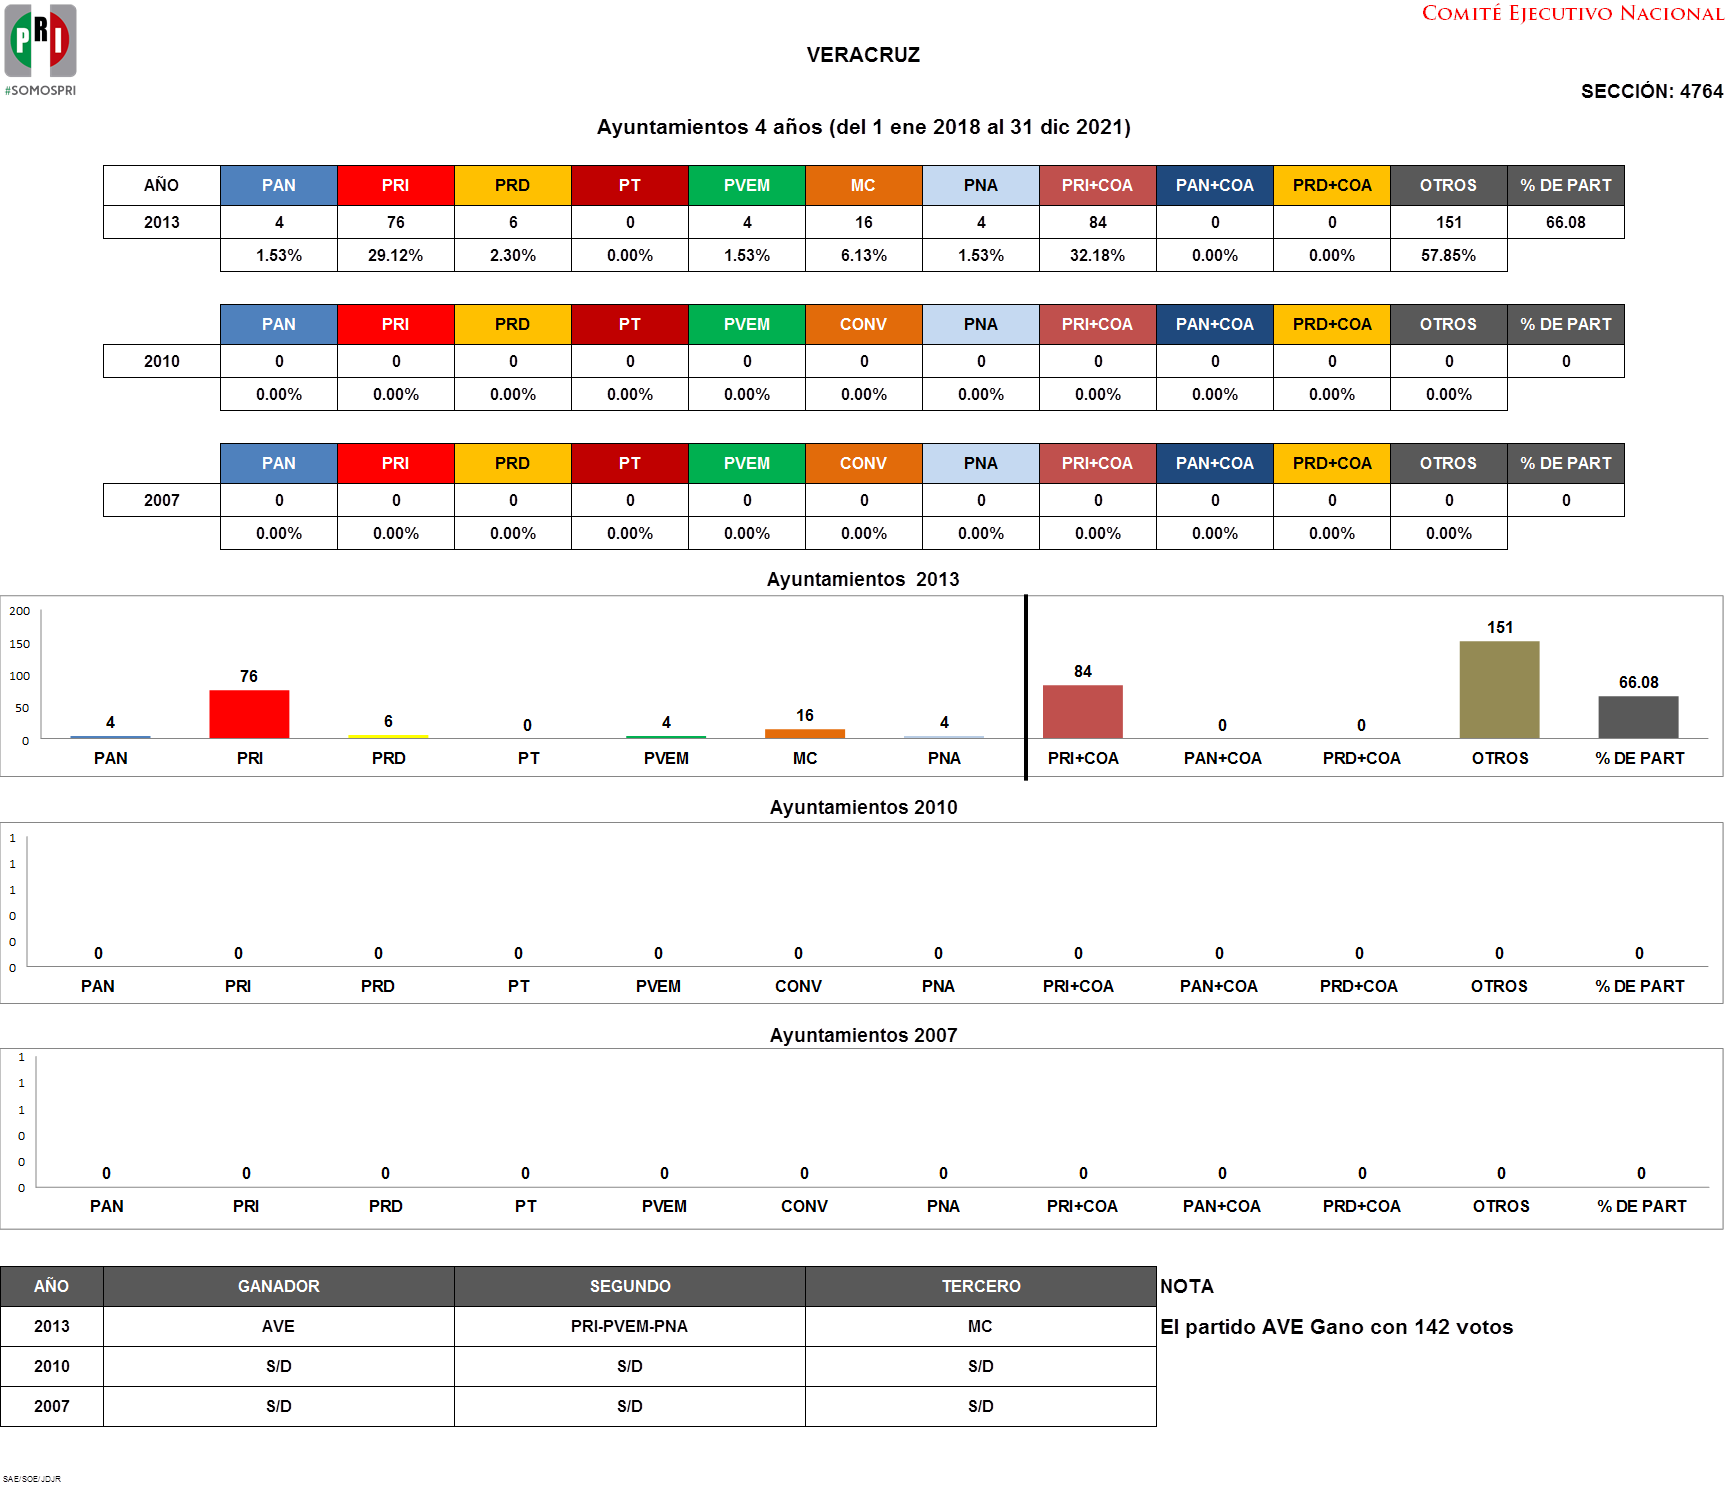 PRI
#SOMOSPRI
COMITÉ EJECUTIVO NACIONAL
VERACRUZ
SECCIÓN: 4764
Ayuntamientos 4 años (del 1 ene 2018 al 31 dic 2021)
AÑO PAN PRI PRD PT PVEM MC PNA PRI+COA PAN+COA PRD+COA OTROS % DE PART
2013 4 76 6 0 4 16 4 84 0 0 151 66.08
1.53% 29.12% 2.30% 0.00% 1.53% 6.13% 1.53% 32.18% 0.00% 0.00% 57.85%
PAN PRI PRD PT PVEM CONV PNA PRI+COA PAN+COA PRD+COA OTROS % DE PART
2010 0 0 0 0 0 0 0 0 0 0 0 0
0.00% 0.00% 0.00% 0.00% 0.00% 0.00% 0.00% 0.00% 0.00% 0.00% 0.00%
PAN PRI PRD PT PVEM CONV PNA PRI+COA PAN+COA PRD+COA OTROS % DE PART
2007 0 0 0 0 0 0 0 0 0 0 0 0
0.00% 0.00% 0.00% 0.00% 0.00% 0.00% 0.00% 0.00% 0.00% 0.00% 0.00%
Ayuntamientos 2013
200
150
100
50
0
4 76 6 0 4 16 4 84 0 0 151 66.08
PAN PRI PRD PT PVEM MC PNA PRI+COA PAN+COA PRD+COA OTROS % DE PART
Ayuntamientos 2010
1
1
1
0
0
0
0 0 0 0 0 0 0 0 0 0 0 0
PAN PRI PRD PT PVEM CONV PNA PRI+COA PAN+COA PRD+COA OTROS % DE PART
Ayuntamientos 2007
1
1
1
0
0
0
0 0 0 0 0 0 0 0 0 0 0 0
PAN PRI PRD PT PVEM CONV PNA PRI+COA PAN+COA PRD+COA OTROS % DE PART
AÑO GANADOR SEGUNDO TERCERO NOTA
2013 AVE PRI-PVEM-PNA MC El partido AVE Gano con 142 votos
2010 S/D S/D S/D
2007 S/D S/D S/D
SAE/SOE/JDJR